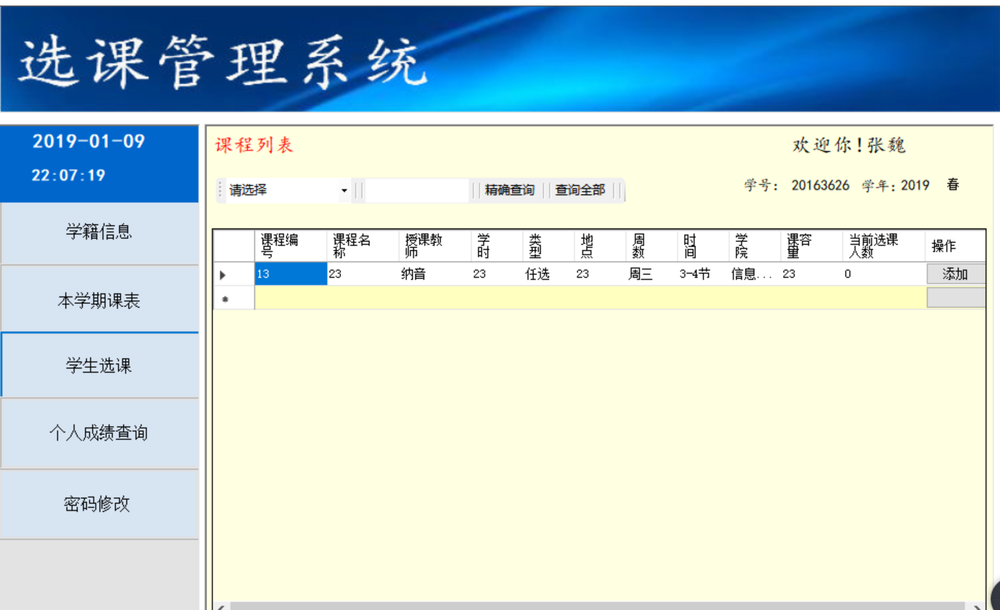 选课管理系统
2019-01-09
22:07:19
学籍信息
本学期课表
学生选课
个人成绩查询
密码修改
课程列表
欢迎你!张魏
请选择 精确查询 查询全部
学号: 20163626 学年: 2019 春
课程编号 课程名称 授课教师 学时 类型 地点 周数 时间 学院 课容量 当前选课人数 操作
13 23 纳音 23 任选 23 周三 3-4节 信息... 23 0 添加